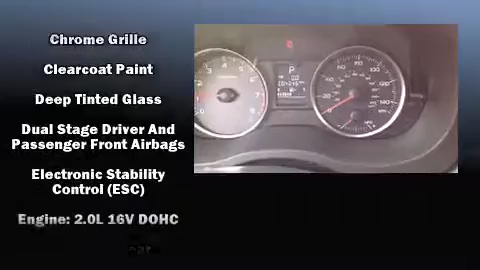 Chrome Grille
Clearcoat Paint
Deep Tinted Glass
Dual Stage Driver And
Passenger Front Airbags
Electronic Stability
Control (ESC)
Engine: 2.0L 16V DOHC
P